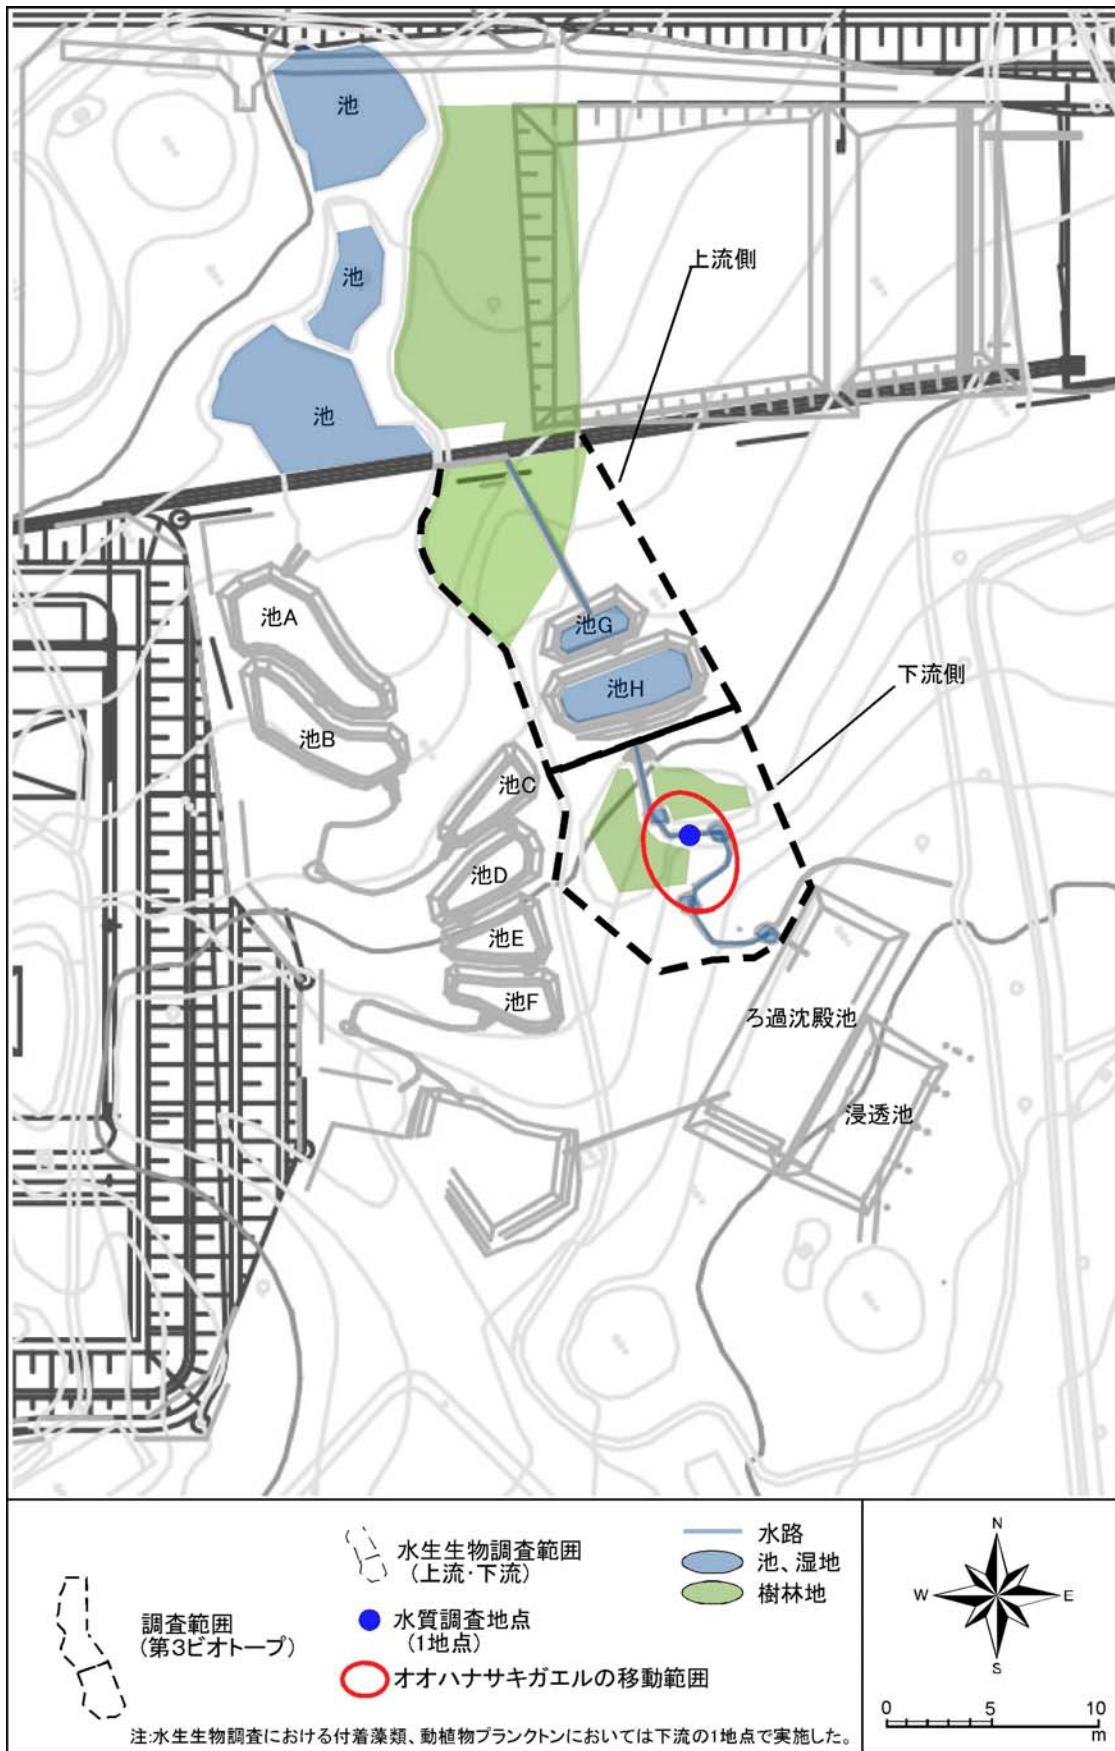 池
上流側
池
池
池A
池G
下流側
池H
池B
池C
池D
池E
池F
ろ過沈殿池
浸透池
調査範囲
(第3ビオトープ)
水生生物調査範囲
(上流・下流)
水質調査地点
(1地点)
オオハナサキガエルの移動範囲
水路
池、湿地
樹林地
N
W
E
S
0 5 10
m
注:水生生物調査における付着藻類、動植物プランクトンにおいては下流の1地点で実施した。